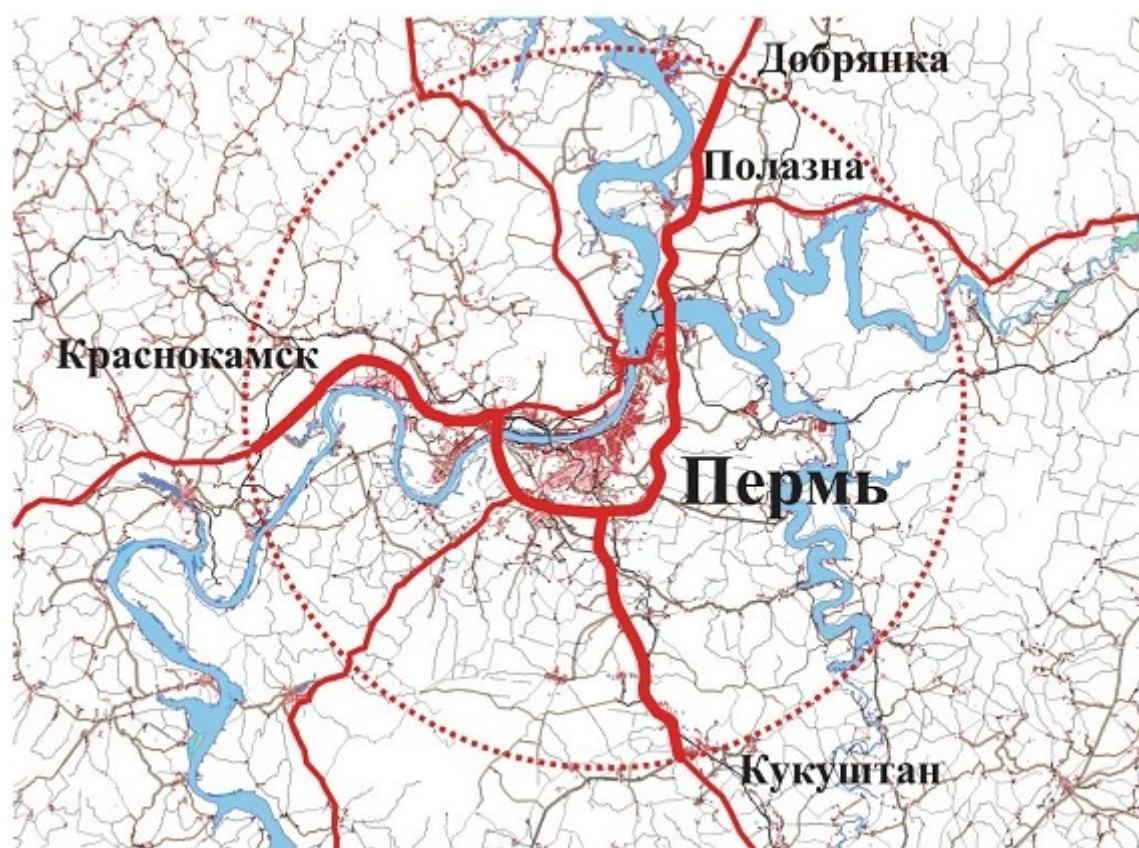 Добрянка
Полазна
Краснокамск
Пермь
Кукуштан